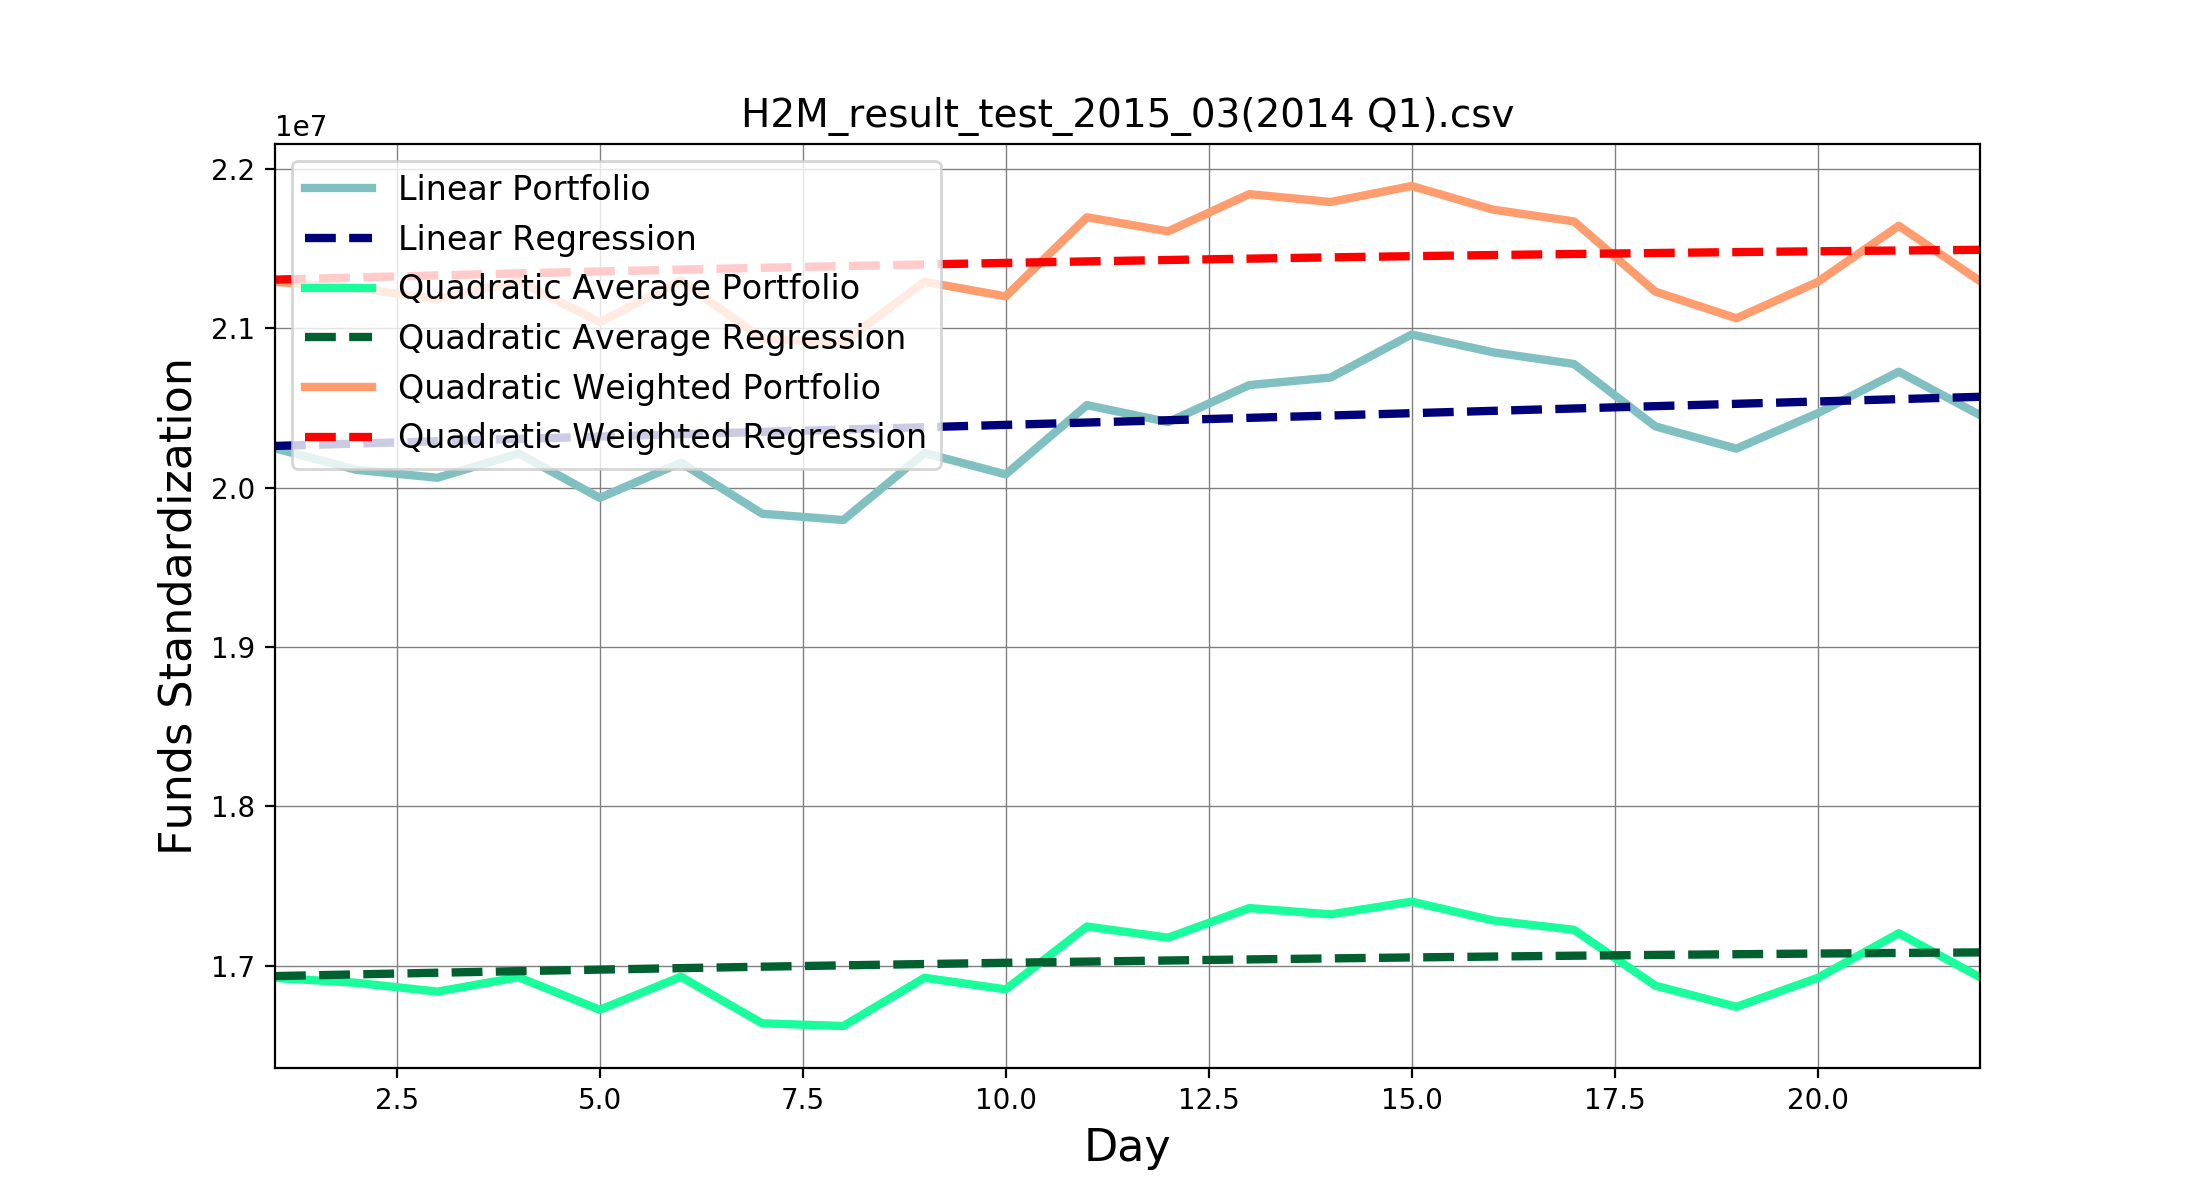 H2M_result_test_2015_03(2014 Q1).csv
1e7
2.2
2.1
2.0
1.9
1.8
1.7
Funds Standardization
Linear Portfolio
Linear Regression
Quadratic Average Portfolio
Quadratic Average Regression
Quadratic Weighted Portfolio
Quadratic Weighted Regression
2.5 5.0 7.5 10.0 12.5 15.0 17.5 20.0
Day